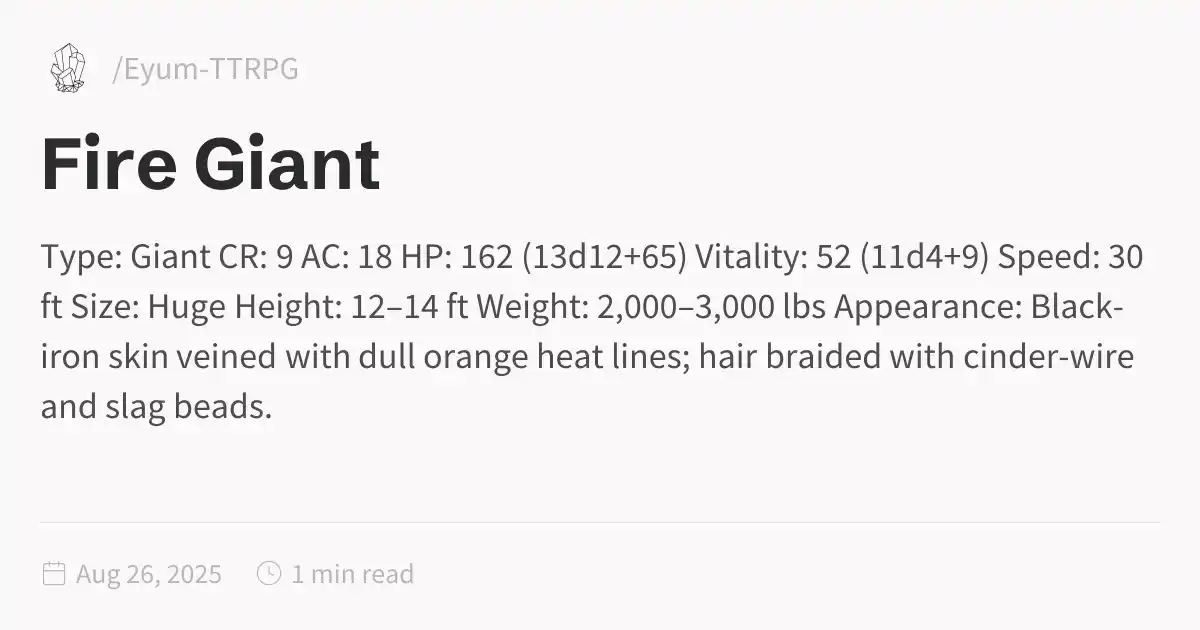 /Eyum-TTRPG
Fire Giant
Type: Giant CR: 9 AC: 18 HP: 162 (13d12+65) Vitality: 52 (11d4+9) Speed: 30
ft Size: Huge Height: 12–14 ft Weight: 2,000–3,000 lbs Appearance: Black-
iron skin veined with dull orange heat lines; hair braided with cinder-wire
and slag beads.
Aug 26, 2025 1 min read